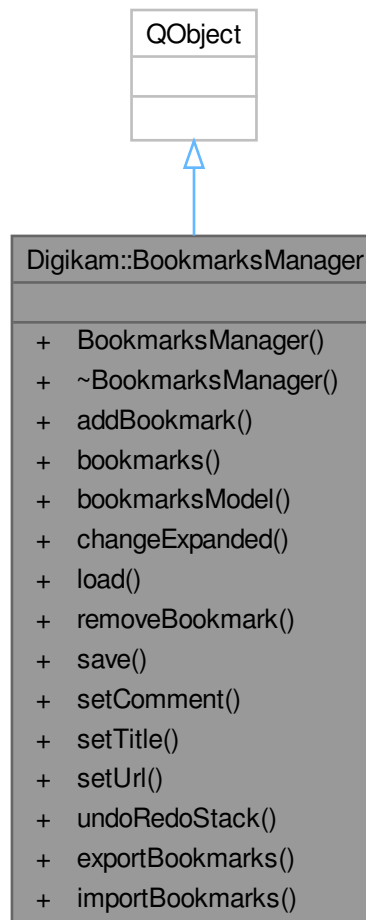 QObject
Digikam::BookmarksManager
+ BookmarksManager()
+ ~BookmarksManager()
+ addBookmark()
+ bookmarks()
+ bookmarksModel()
+ changeExpanded()
+ load()
+ removeBookmark()
+ save()
+ setComment()
+ setTitle()
+ setUrl()
+ undoRedoStack()
+ exportBookmarks()
+ importBookmarks()